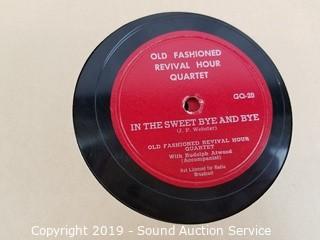 OLD FASHIONED
REVIVAL HOUR
QUARTET
GO-28
IN THE SWEET BYE AND BYE
(J. P. Webster)
OLD FASHIONED REVIVAL HOUR
QUARTET
With Rudolph Atwood
(Accompanist)
Not Licensed for Radio
Broadcast
Copyright 2019 - Sound Auction Service